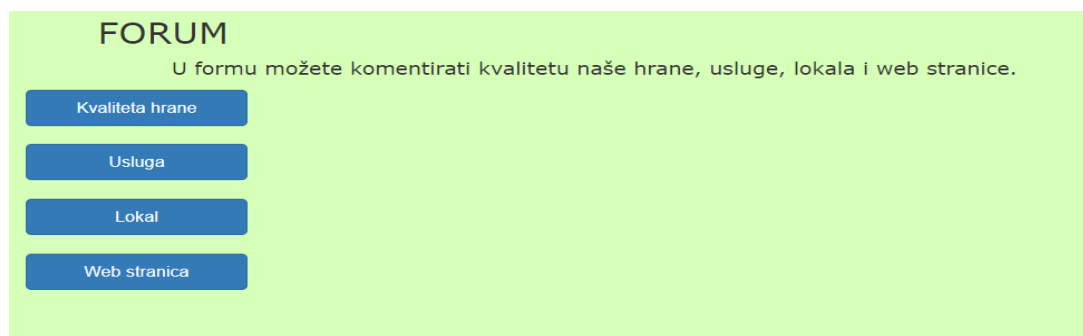 FORUM
U formu možete komentirati kvalitetu naše hrane, usluge, lokala i web stranice.
Kvaliteta hrane
Usluga
Lokal
Web stranica